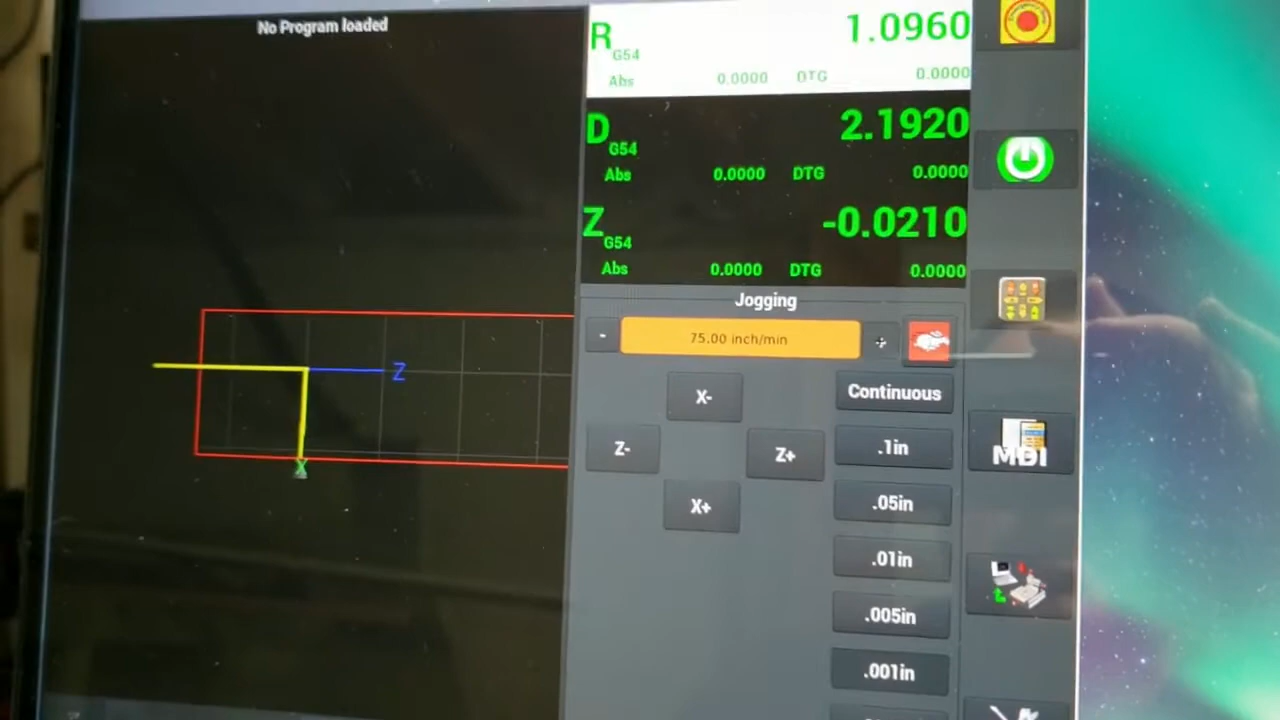 No Program loaded
R G54 1.0960
Abs 0.0000 DTG 0.0000
D G54 2.1920
Abs 0.0000 DTG 0.0000
Z G54 -0.0210
Abs 0.0000 DTG 0.0000
Jogging
- 75.00 inch/min +
X-
Continuous
Z-
Z+
.1in
X+
.05in
.01in
.005in
.001in
MDI
Z
X